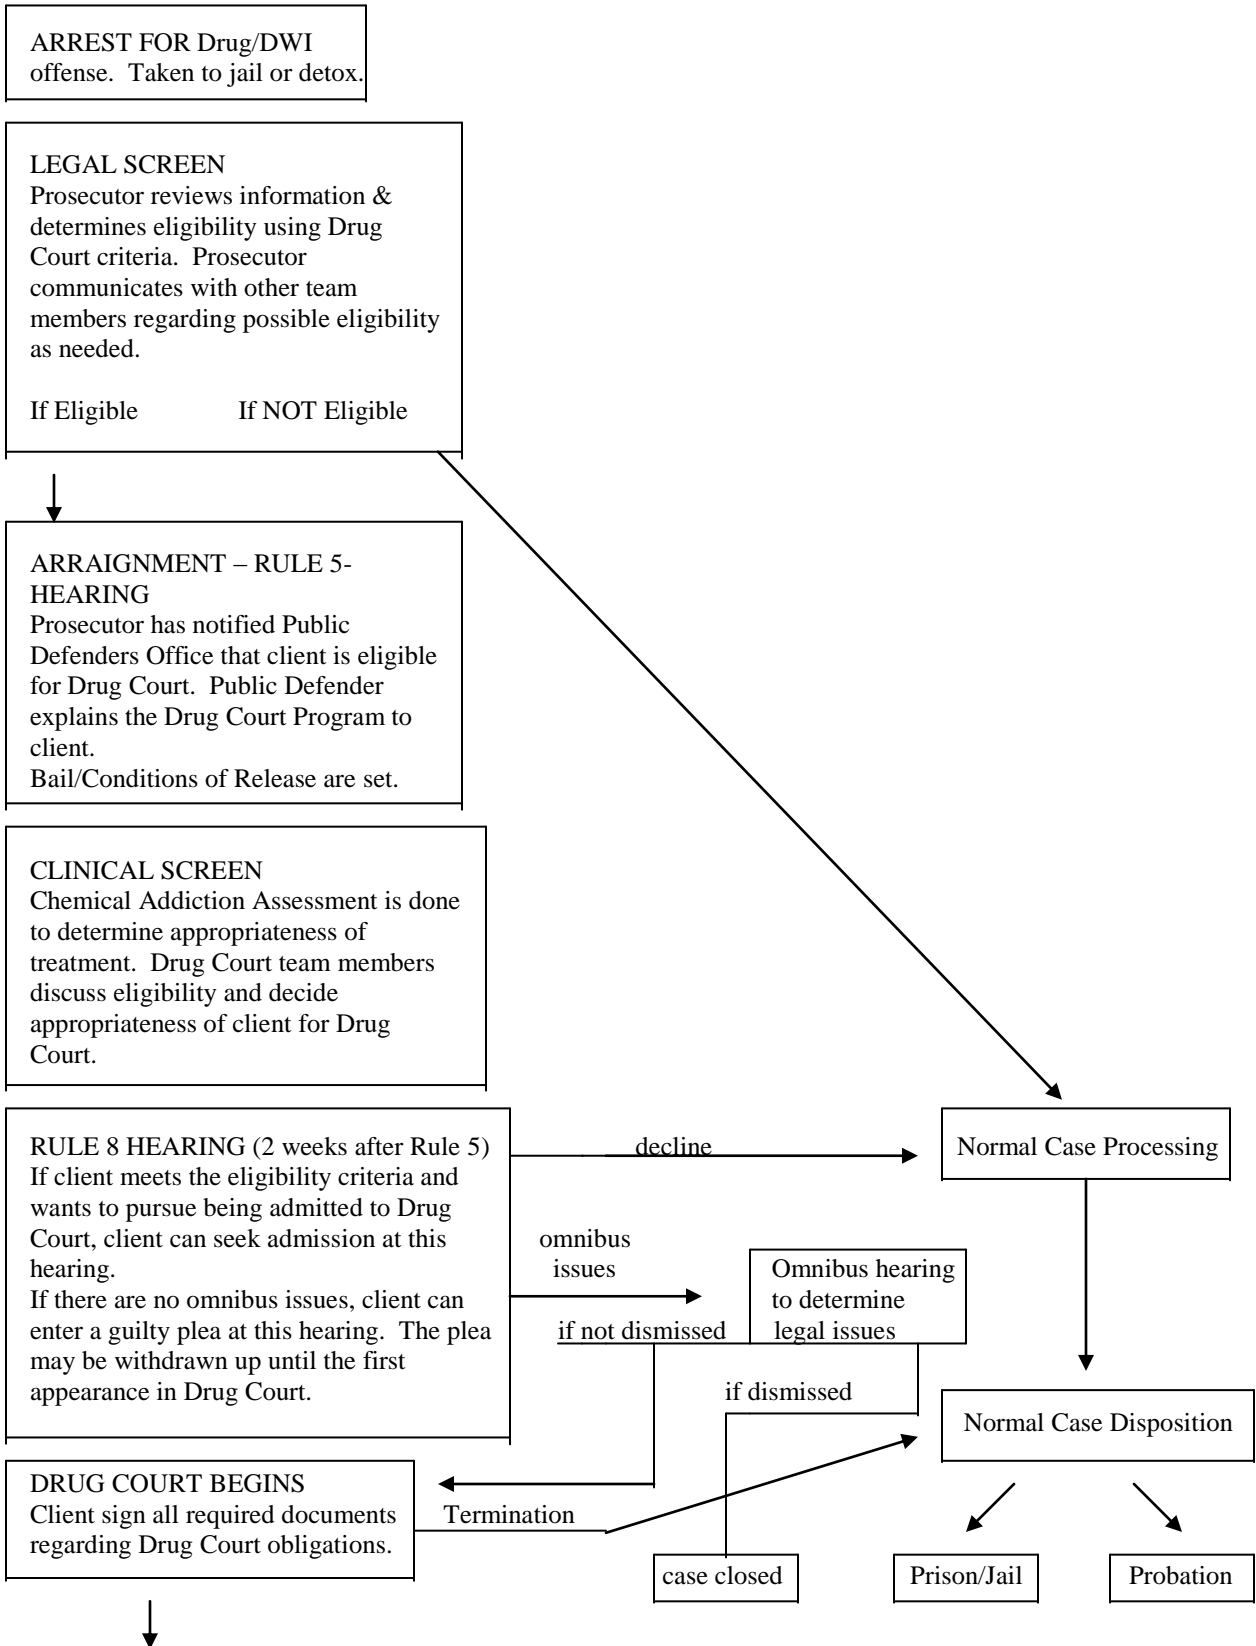 ARREST FOR Drug/DWI
offense.  Taken to jail or detox.
LEGAL SCREEN
Prosecutor reviews information &
determines eligibility using Drug
Court criteria.  Prosecutor
communicates with other team
members regarding possible eligibility
as needed.
If Eligible                If NOT Eligible
ARRAIGNMENT – RULE 5-
HEARING
Prosecutor has notified Public
Defenders Office that client is eligible
for Drug Court.  Public Defender
explains the Drug Court Program to
client.
Bail/Conditions of Release are set.
CLINICAL SCREEN
Chemical Addiction Assessment is done
to determine appropriateness of
treatment.  Drug Court team members
discuss eligibility and decide
appropriateness of client for Drug
Court.
RULE 8 HEARING (2 weeks after Rule 5)
If client meets the eligibility criteria and
wants to pursue being admitted to Drug
Court, client can seek admission at this
hearing.
If there are no omnibus issues, client can
enter a guilty plea at this hearing.  The plea
may be withdrawn up until the first
appearance in Drug Court.
decline
Normal Case Processing
omnibus
issues
Omnibus hearing
to determine
legal issues
if not dismissed
if dismissed
Normal Case Disposition
DRUG COURT BEGINS
Client sign all required documents
regarding Drug Court obligations.
Termination
case closed
Prison/Jail
Probation